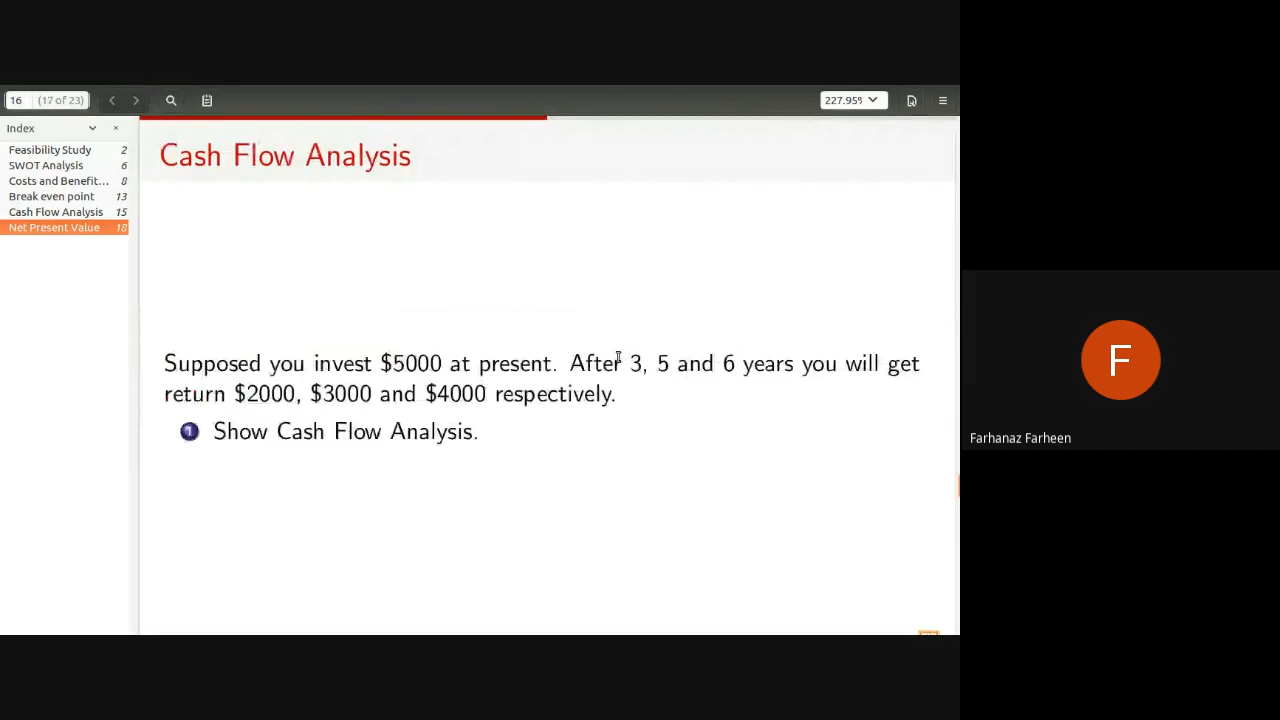 16 (17 of 23)
227.95%
Index
Feasibility Study 2
SWOT Analysis 6
Costs and Benefit... 8
Break even point 13
Cash Flow Analysis 15
Net Present Value 18
Cash Flow Analysis
Supposed you invest $5000 at present. After 3, 5 and 6 years you will get
return $2000, $3000 and $4000 respectively.
1 Show Cash Flow Analysis.
F
Farhanaz Farheen